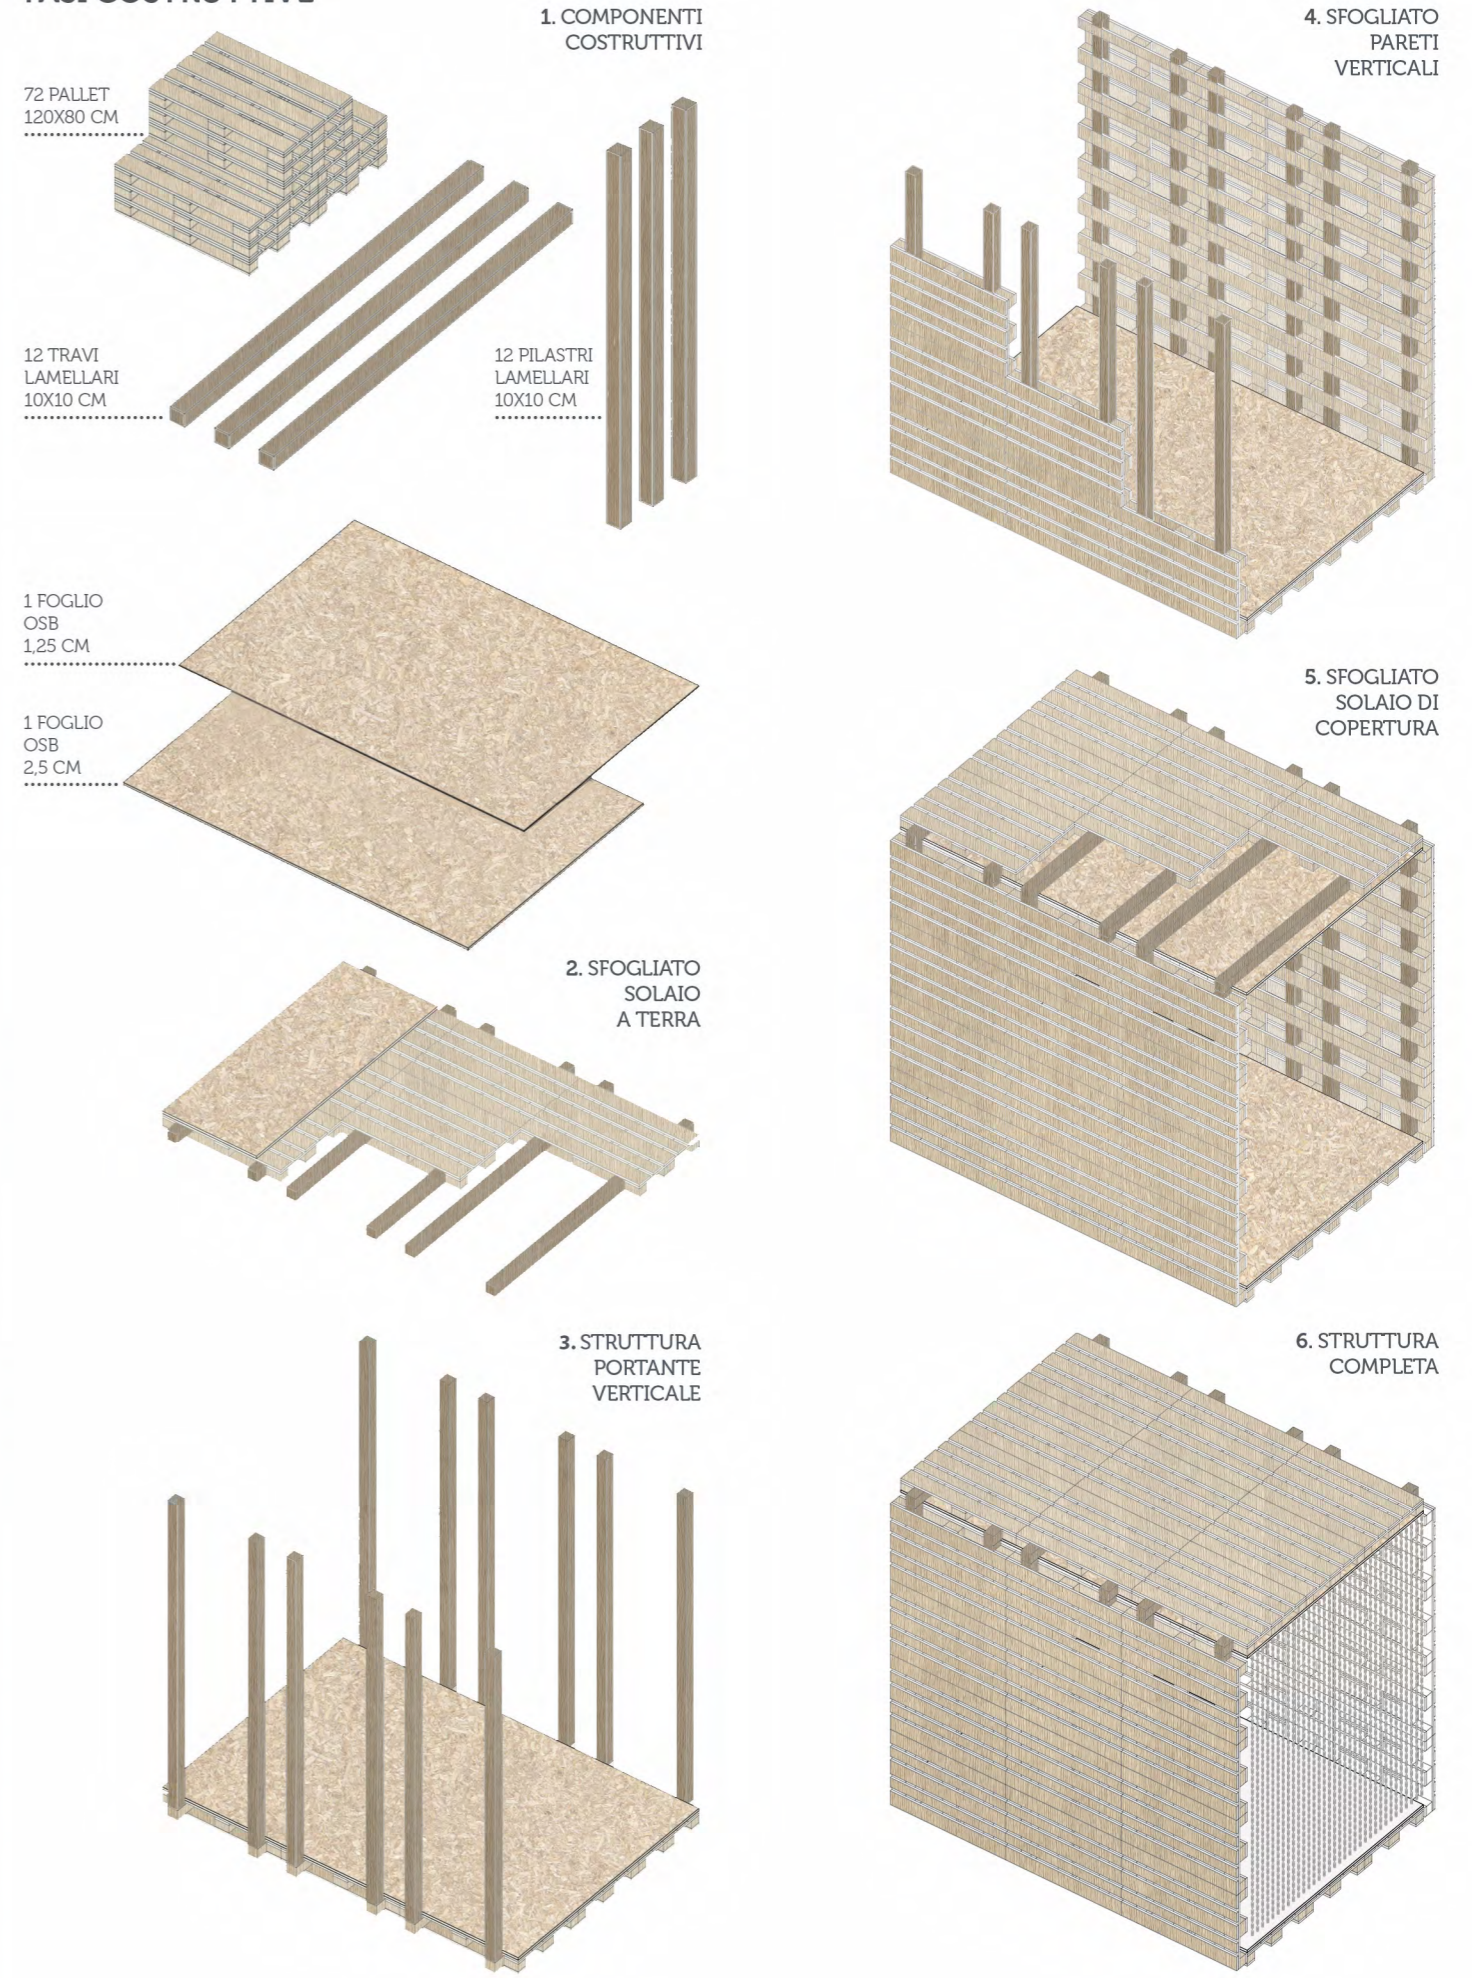 FASI COSTRUTTIVE
1. COMPONENTI
COSTRUTTIVI
72 PALLET
120X80 CM
12 TRAVI
LAMELLARI
10X10 CM
12 PILASTRI
LAMELLARI
10X10 CM
1 FOGLIO
OSB
1,25 CM
1 FOGLIO
OSB
2,5 CM
2. SFOGLIATO
SOLAIO
A TERRA
3. STRUTTURA
PORTANTE
VERTICALE
4. SFOGLIATO
PARETI
VERTICALI
5. SFOGLIATO
SOLAIO DI
COPERTURA
6. STRUTTURA
COMPLETA